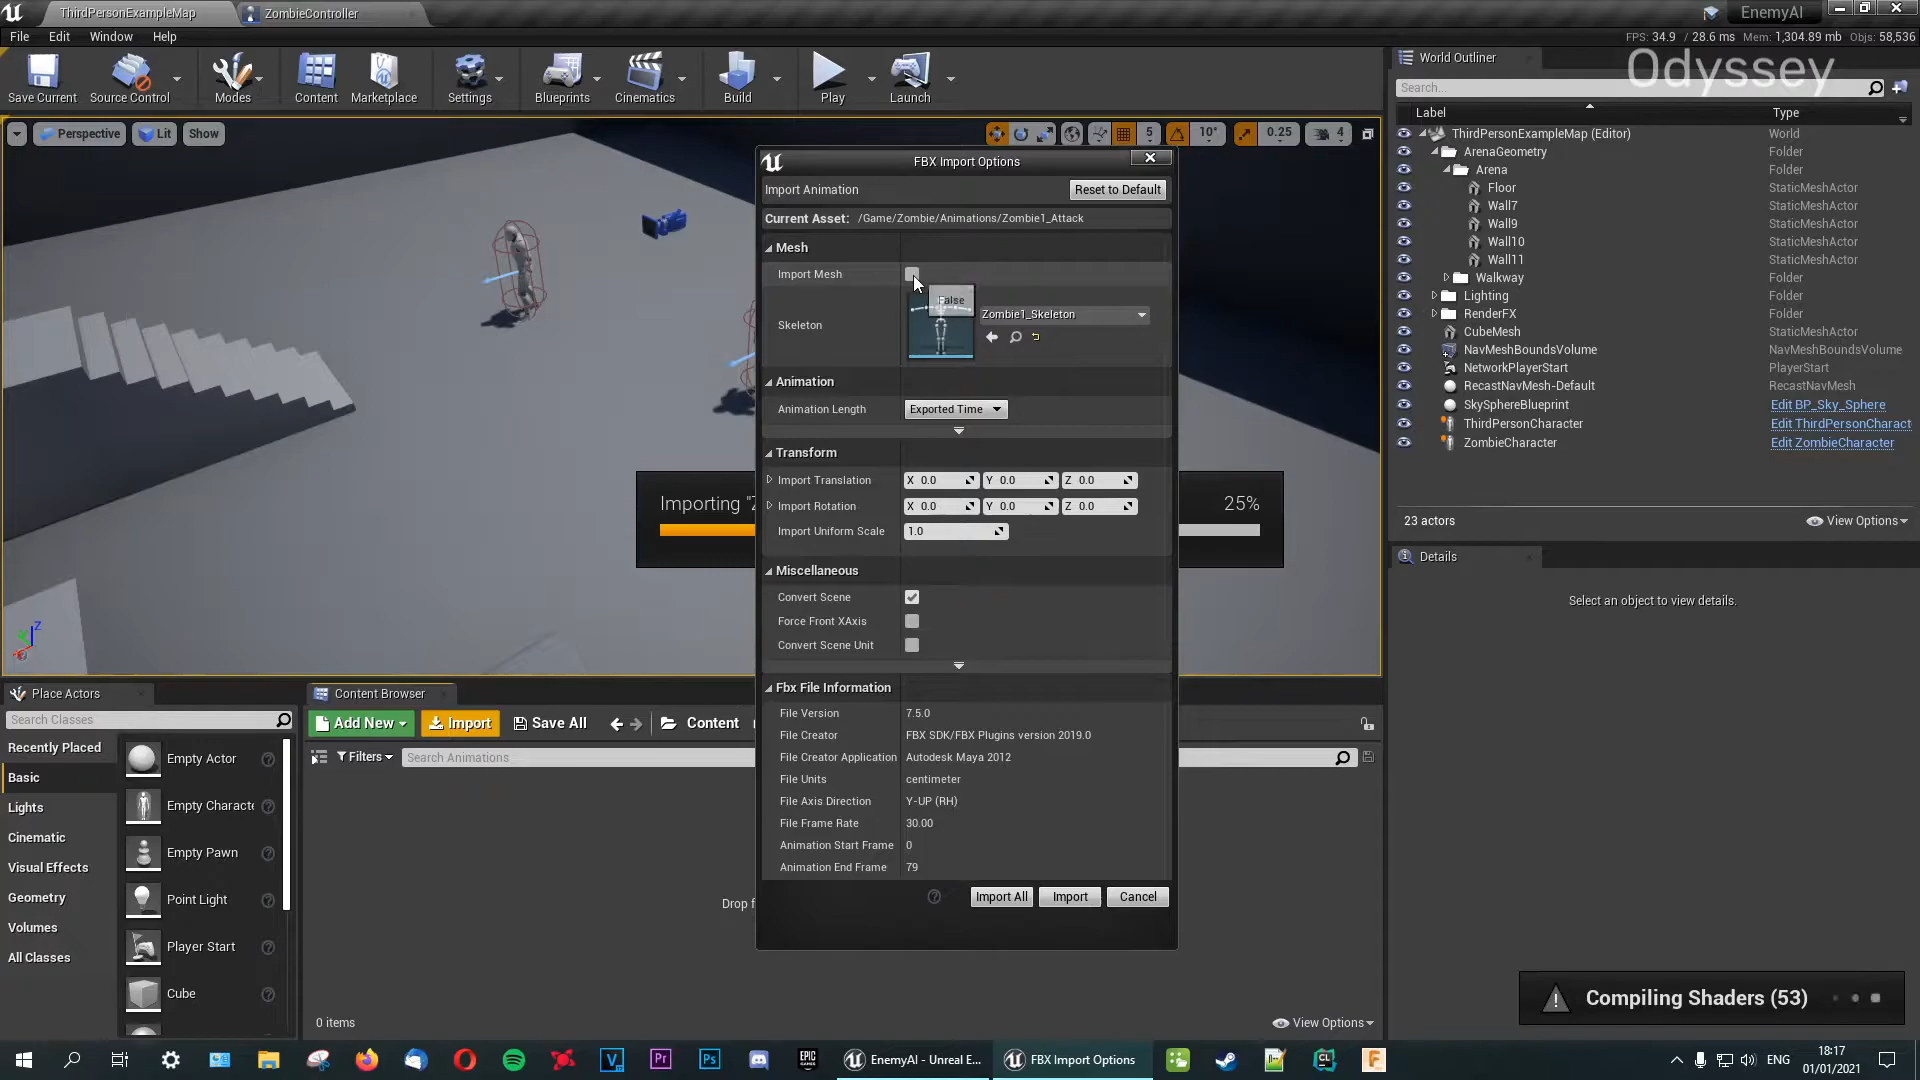 ThirdPersonExampleMap
ZombieController
EnemyAI
File Edit Window Help
FPS: 34.9 / 28.6 ms Mem: 1,304.89 mb Objs: 58,536
Save Current
Source Control
Modes
Content
Marketplace
Settings
Blueprints
Cinematics
Build
Play
Launch
World Outliner
Odyssey
Search...
Label Type
Perspective Lit Show
5 10° 0.25 4
ThirdPersonExampleMap (Editor) World
ArenaGeometry Folder
Arena Folder
Floor StaticMeshActor
Wall7 StaticMeshActor
Wall9 StaticMeshActor
Wall10 StaticMeshActor
Wall11 StaticMeshActor
Walkway Folder
Lighting Folder
RenderFX Folder
CubeMesh StaticMeshActor
NavMeshBoundsVolume NavMeshBoundsVolume
NetworkPlayerStart PlayerStart
RecastNavMesh-Default RecastNavMesh
SkySphereBlueprint Edit BP_Sky_Sphere
ThirdPersonCharacter Edit ThirdPersonCharact
ZombieCharacter Edit ZombieCharacter
23 actors View Options
Details
Select an object to view details.
FBX Import Options
Import Animation Reset to Default
Current Asset: /Game/Zombie/Animations/Zombie1_Attack
Mesh
Import Mesh
False
Skeleton Zombie1_Skeleton
Animation
Animation Length Exported Time
Transform
Import Translation X 0.0 Y 0.0 Z 0.0
Import Rotation X 0.0 Y 0.0 Z 0.0
Import Uniform Scale 1.0
Miscellaneous
Convert Scene
Force Front XAxis
Convert Scene Unit
Fbx File Information
File Version 7.5.0
File Creator FBX SDK/FBX Plugins version 2019.0
File Creator Application Autodesk Maya 2012
File Units centimeter
File Axis Direction Y-UP (RH)
File Frame Rate 30.00
Animation Start Frame 0
Animation End Frame 79
Import All Import Cancel
Importing "Z 25%
Place Actors
Search Classes
Recently Placed
Basic
Lights
Cinematic
Visual Effects
Geometry
Volumes
All Classes
Empty Actor
Empty Characte
Empty Pawn
Point Light
Player Start
Cube
Content Browser
Add New Import Save All Content
Filters Search Animations
Drop f
0 items View Options
Compiling Shaders (53)
EnemyAI - Unreal E...
FBX Import Options
ENG
18:17
01/01/2021